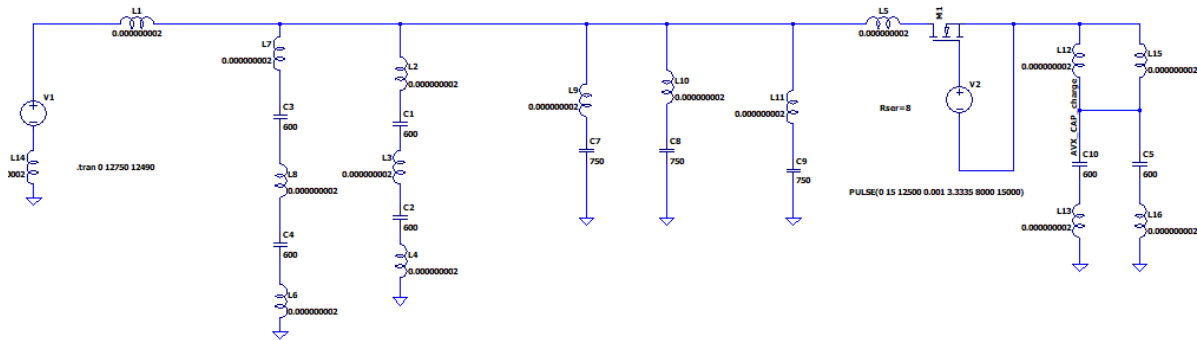 L1
0.000000002
V1
L14
0002
.tran 0 12750 12490
L7
0.000000002
C3
600
L8
0.000000002
C4
600
L6
0.000000002
L2
0.000000002
C1
600
L3
0.000000002
C2
600
L4
0.000000002
L9
0.000000002
C7
750
L10
0.000000002
C8
750
L11
0.000000002
C9
750
L5
0.000000002
M1
V2
Rser=8
PULSE(0 15 12500 0.001 3.3335 8000 15000)
L12
0.000000002
L15
0.000000002
AVX_CAP_charge
C10
600
C5
600
L13
0.000000002
L16
0.000000002